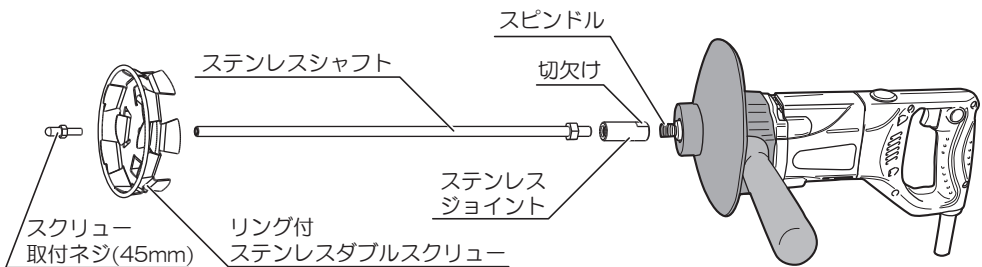 スピンドル
ステンレスシャフト
切欠け
ステンレス
ジョイント
スクリュー
取付ネジ(45mm)
リング付
ステンレスダブルスクリュー